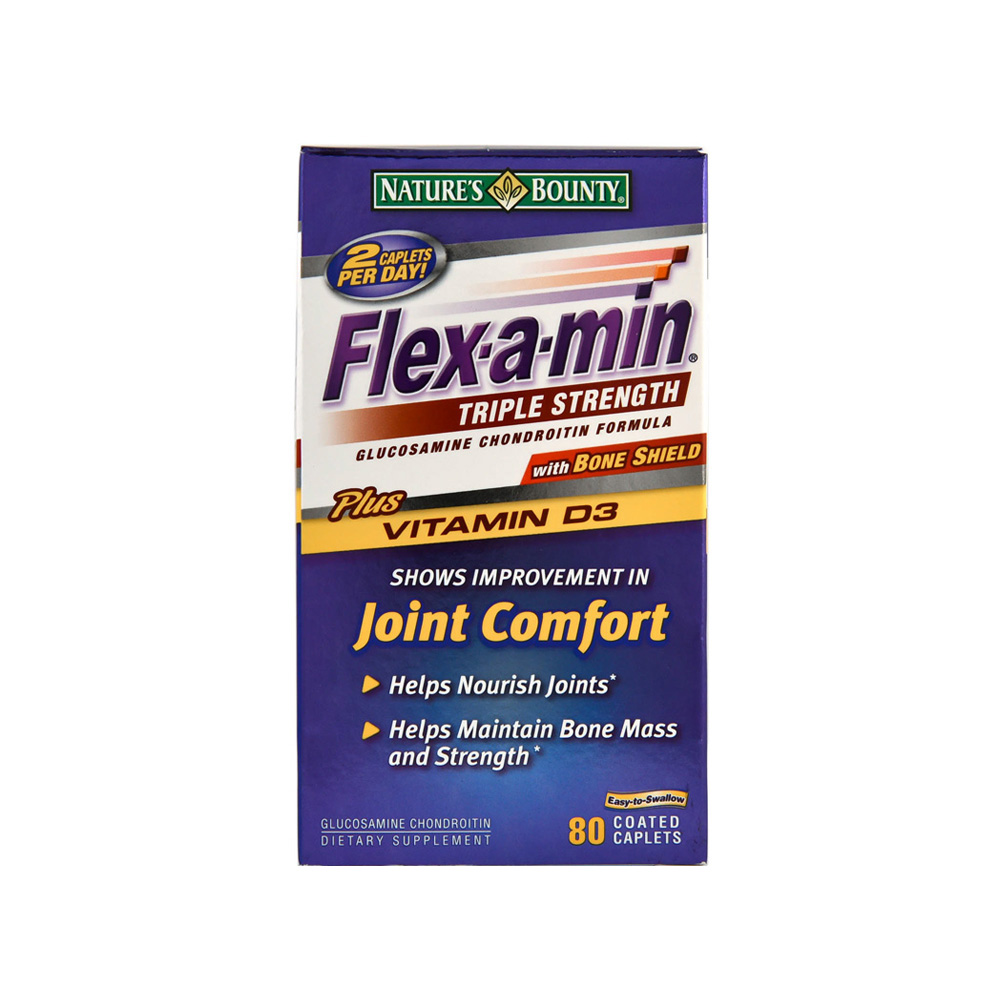 NATURE'S BOUNTY®
2 CAPLETS
PER DAY!
Flex·a·min®
TRIPLE STRENGTH
GLUCOSAMINE CHONDROITIN FORMULA
with BONE SHIELD
Plus
VITAMIN D3
SHOWS IMPROVEMENT IN
Joint Comfort
Helps Nourish Joints*
Helps Maintain Bone Mass
and Strength*
Easy-to-Swallow
GLUCOSAMINE CHONDROITIN
DIETARY SUPPLEMENT
80 COATED
CAPLETS